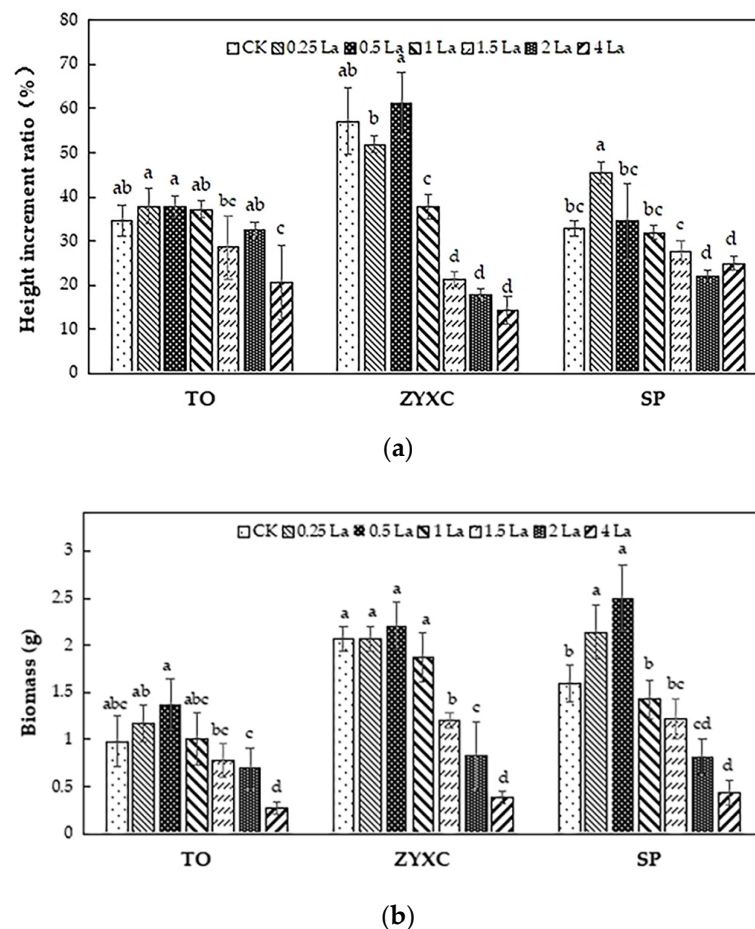 80
CK 0.25 La 0.5 La 1 La 1.5 La 2 La 4 La
70
60
50
40
30
20
10
0
Height increment ratio (%)
ab a a ab bc ab c
ab b a c d d d
bc a bc bc c d d
TO ZYXC SP
(a)
CK 0.25 La 0.5 La 1 La 1.5 La 2 La 4 La
3
2.5
2
1.5
1
0.5
0
Biomass (g)
abc ab a abc bc c d
a a a a b c d
b a a b bc cd d
TO ZYXC SP
(b)